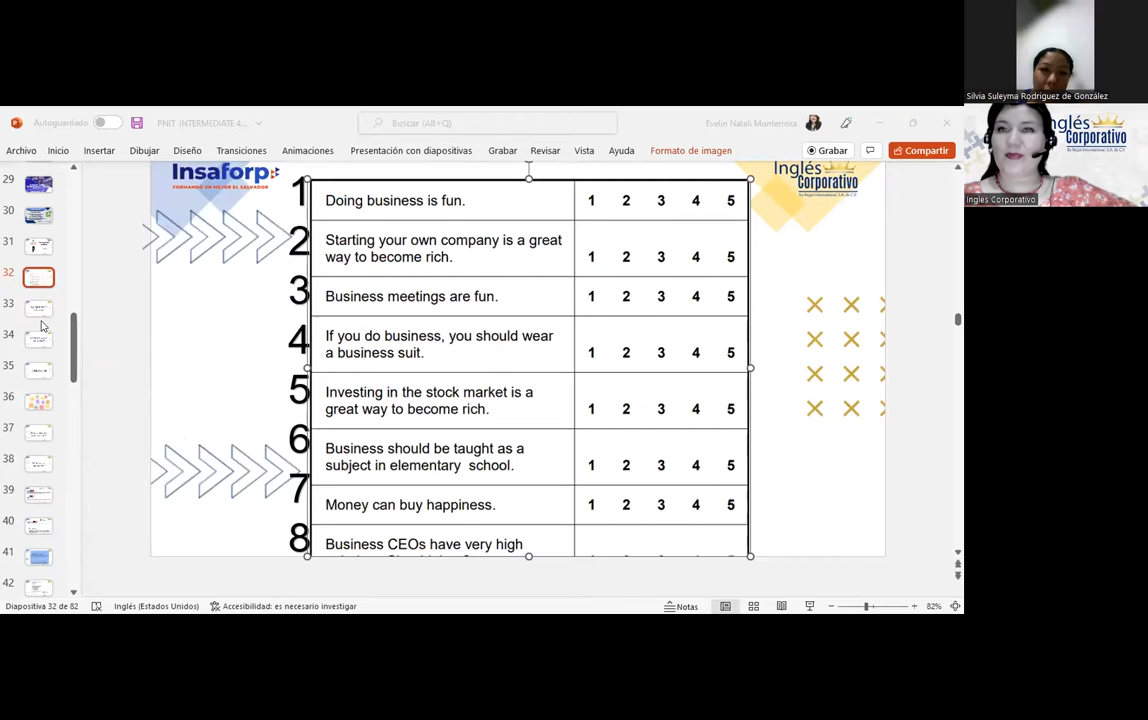 Silvia Suleyma Rodriguez de González
Inglés
Corporativo
Ingles Corporativo
Autoguardado
PNIT. INTERMEDIATE 4...
Buscar (Alt+Q)
Evelin Natali Monterroza
Archivo Inicio Insertar Dibujar Diseño Transiciones Animaciones Presentación con diapositivas Grabar Revisar Vista Ayuda Formato de imagen
Grabar
Compartir
29
30
31
32
33
34
35
36
37
38
39
40
41
42
Insaforp
FORMANDO UN MEJOR EL SALVADOR
Inglés
Corporativo
1 Doing business is fun. 1 2 3 4 5
2 Starting your own company is a great
way to become rich. 1 2 3 4 5
3 Business meetings are fun. 1 2 3 4 5
4 If you do business, you should wear
a business suit. 1 2 3 4 5
5 Investing in the stock market is a
great way to become rich. 1 2 3 4 5
6 Business should be taught as a
subject in elementary school. 1 2 3 4 5
7 Money can buy happiness. 1 2 3 4 5
8 Business CEOs have very high
Diapositiva 32 de 82 Inglés (Estados Unidos) Accesibilidad: es necesario investigar Notas 82%